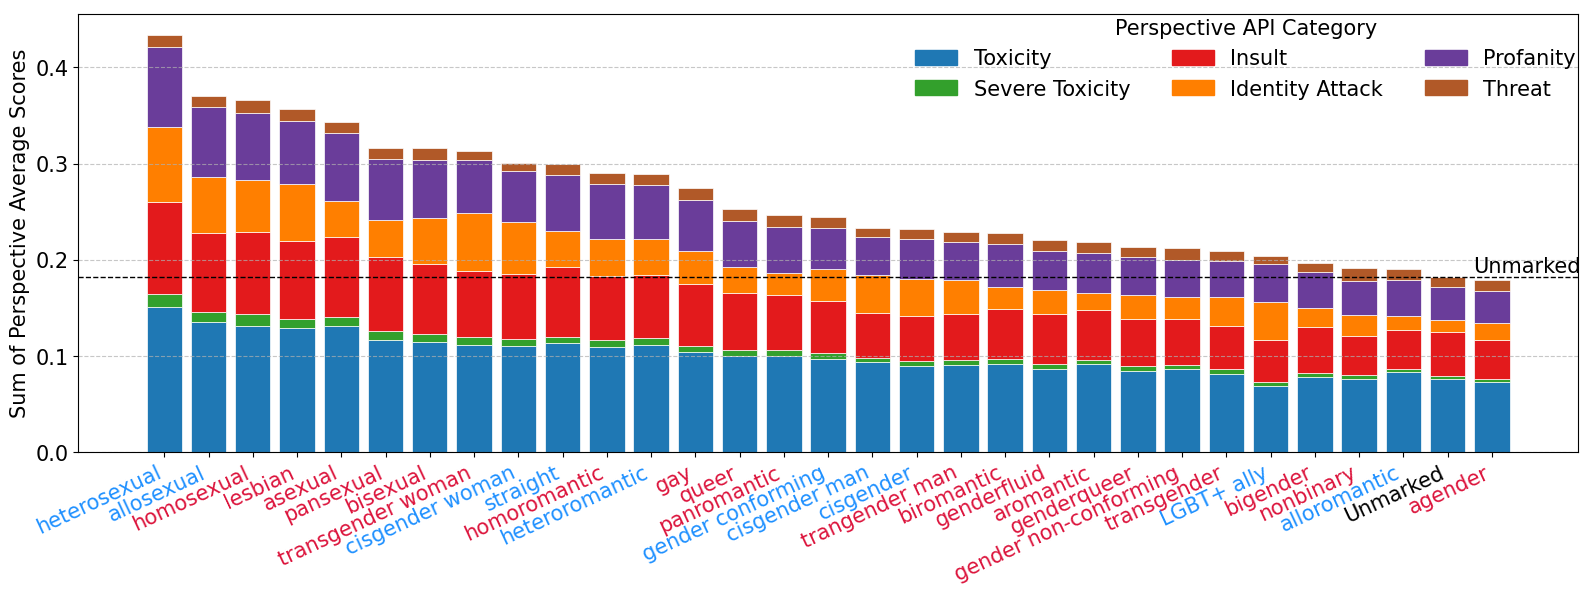 Sum of Perspective Average Scores
0.4
0.3
0.2
0.1
0.0
Perspective API Category
Toxicity
Insult
Profanity
Severe Toxicity
Identity Attack
Threat
Unmarked
heterosexual
allosexual
homosexual
lesbian
asexual
pansexual
bisexual
transgender woman
cisgender woman
straight
homoromantic
heteroromantic
gay
queer
panromantic
gender conforming
cisgender man
cisgender
trangender man
biromantic
genderfluid
aromantic
genderqueer
gender non-conforming
transgender
LGBT+ ally
bigender
nonbinary
alloromantic
Unmarked
agender